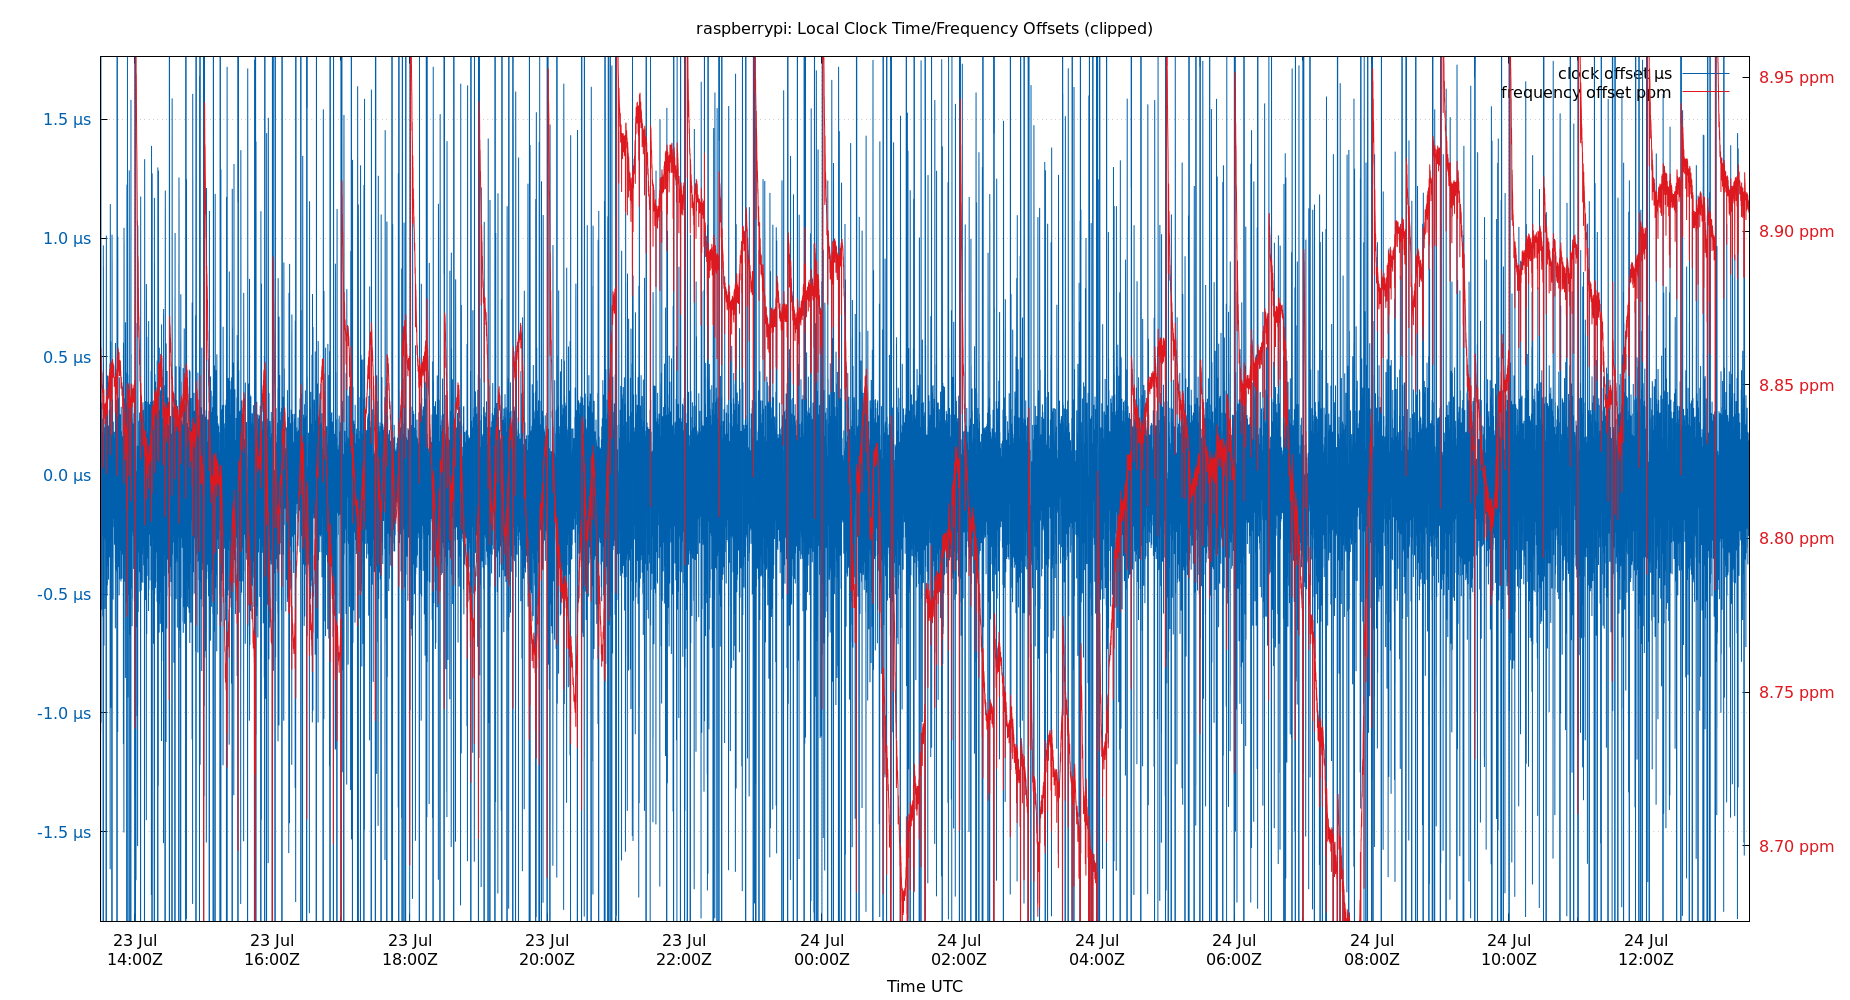 raspberrypi: Local Clock Time/Frequency Offsets (clipped)
clock offset µs
frequency offset ppm
1.5 µs
1.0 µs
0.5 µs
0.0 µs
-0.5 µs
-1.0 µs
-1.5 µs
8.95 ppm
8.90 ppm
8.85 ppm
8.80 ppm
8.75 ppm
8.70 ppm
23 Jul 23 Jul 23 Jul 23 Jul 23 Jul 24 Jul 24 Jul 24 Jul 24 Jul 24 Jul 24 Jul 24 Jul
14:00Z 16:00Z 18:00Z 20:00Z 22:00Z 00:00Z 02:00Z 04:00Z 06:00Z 08:00Z 10:00Z 12:00Z
Time UTC